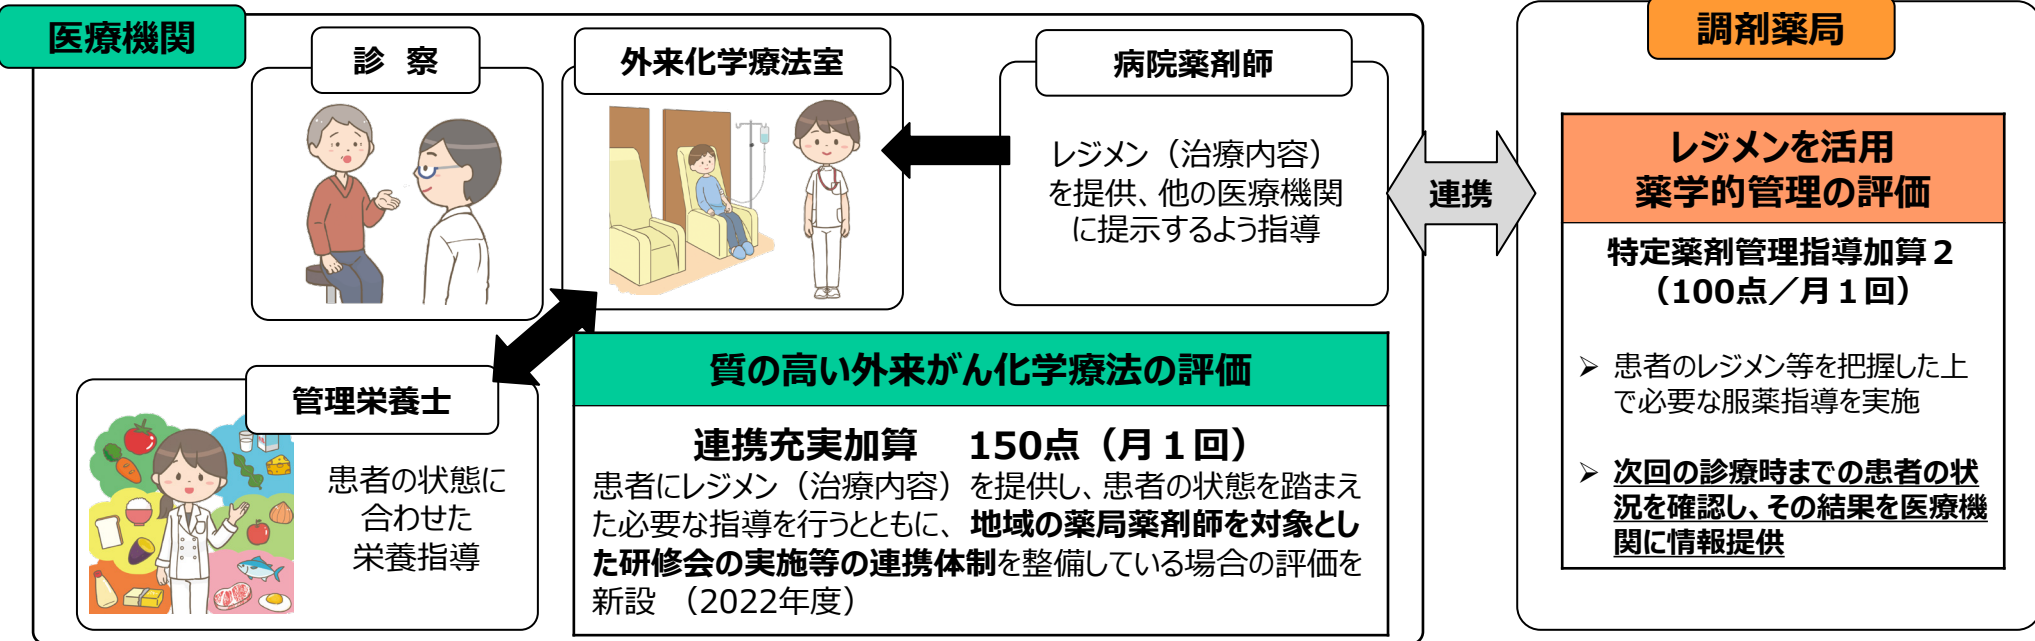 医療機関
診 察
外来化学療法室
病院薬剤師
レジメン（治療内容）
を提供、他の医療機関
に提示するよう指導
管理栄養士
患者の状態に
合わせた
栄養指導
質の高い外来がん化学療法の評価
連携充実加算　150点（月１回）
患者にレジメン（治療内容）を提供し、患者の状態を踏まえ
た必要な指導を行うとともに、地域の薬局薬剤師を対象とし
た研修会の実施等の連携体制を整備している場合の評価を
新設　（2022年度）
連携
調剤薬局
レジメンを活用
薬学的管理の評価
特定薬剤管理指導加算２
（100点／月１回）
➢ 患者のレジメン等を把握した上
で必要な服薬指導を実施
➢ 次回の診療時までの患者の状
況を確認し、その結果を医療機
関に情報提供